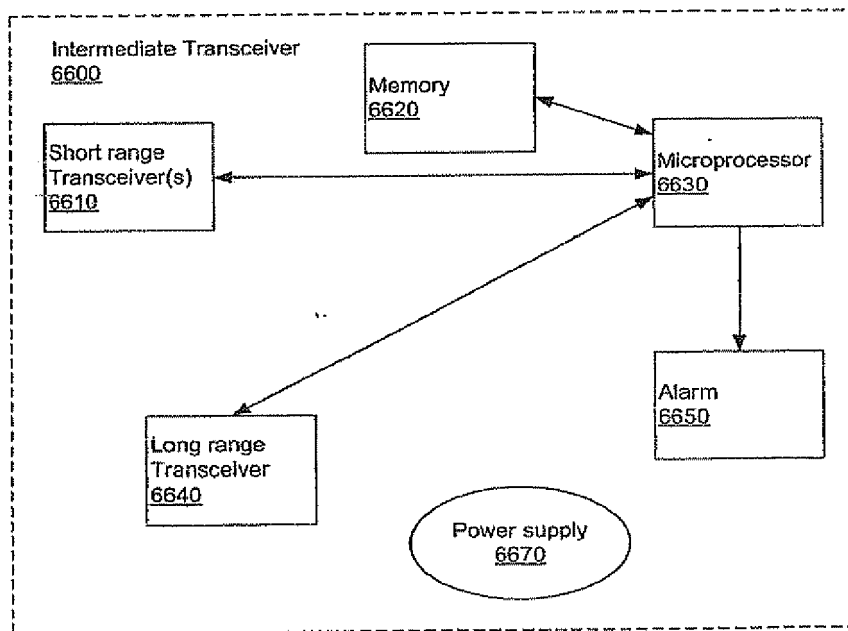 Intermediate Transceiver
6600
Memory
6620
Short range
Transceiver(s)
6610
Microprocessor
6630
Alarm
6650
Long range
Transceiver
6640
Power supply
6670